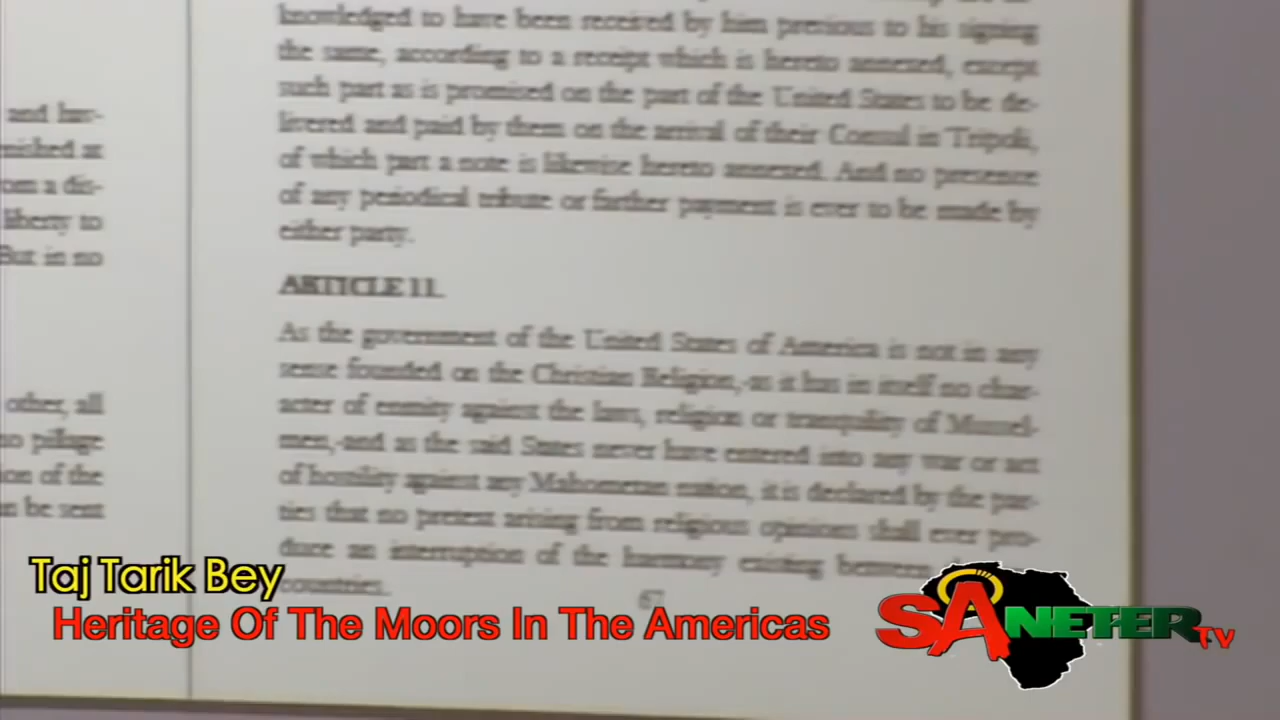 and har-
nished at
om a dis-
liberty to
But in no
other, all
no pillage
ion of the
n be sent
knowledged to have been received by him previous to his signing
the same, according to a receipt which is hereto annexed, except
such part as is promised on the part of the United States to be de-
livered and paid by them on the arrival of their Consul in Tripoli,
of which part a note is likewise hereto annexed. And no presence
of any periodical tribute or farther payment is ever to be made by
either party.
ARTICLE 11.
As the government of the United States of America is not in any
sense founded on the Christian Religion,-as it has in itself no char-
acter of enmity against the laws, religion or tranquility of Mussel-
men,-and as the said States never have entered into any war or act
of hostility against any Mahometan nation, it is declared by the par-
ties that no pretext arising from religious opinions shall ever pro-
duce an interruption of the harmony existing between
countries.
67
Taj Tarik Bey
Heritage Of The Moors In The Americas
SANETER TV